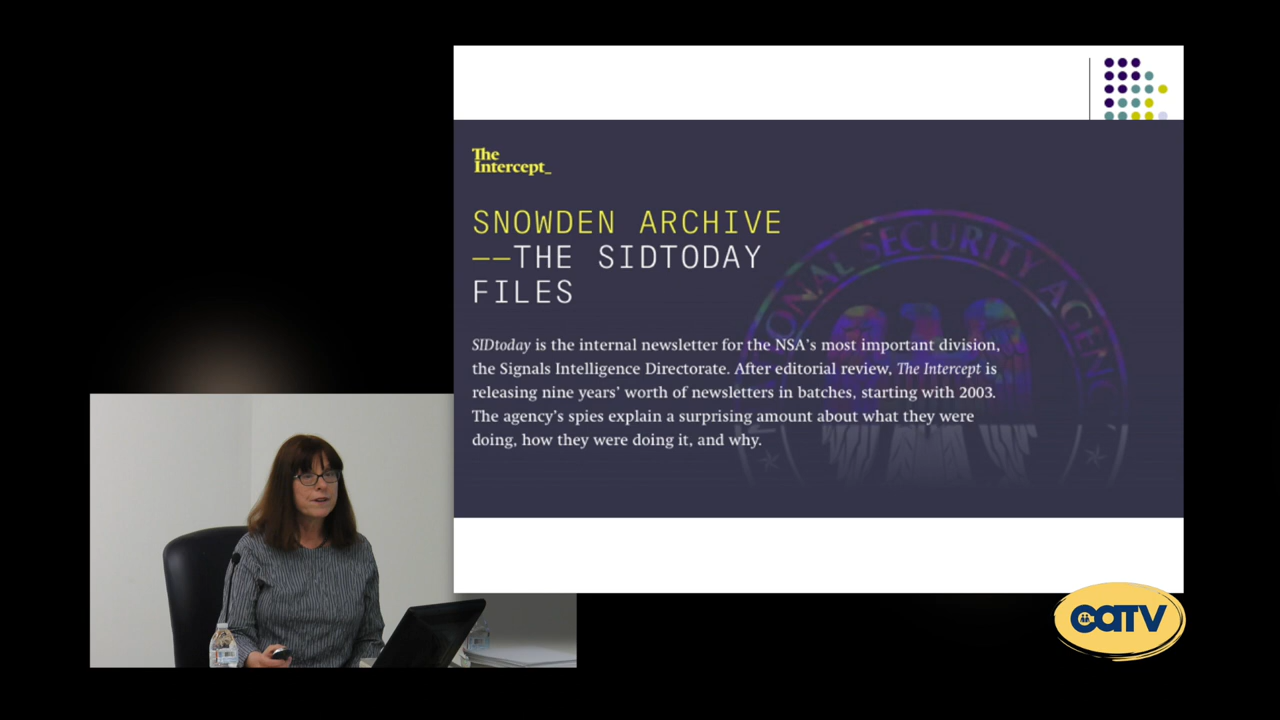 The
Intercept_
SNOWDEN ARCHIVE
——THE SIDTODAY
FILES
SIDtoday is the internal newsletter for the NSA's most important division,
the Signals Intelligence Directorate. After editorial review, The Intercept is
releasing nine years' worth of newsletters in batches, starting with 2003.
The agency's spies explain a surprising amount about what they were
doing, how they were doing it, and why.
NATIONAL SECURITY AGENCY
CATV